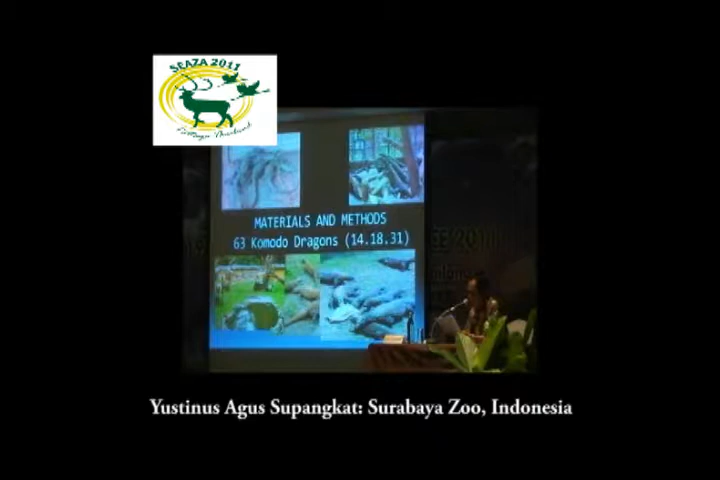 SEAZA 2011
MATERIALS AND METHODS
63 Komodo Dragons (14.18.31)
Yustinus Agus Supangkat: Surabaya Zoo, Indonesia